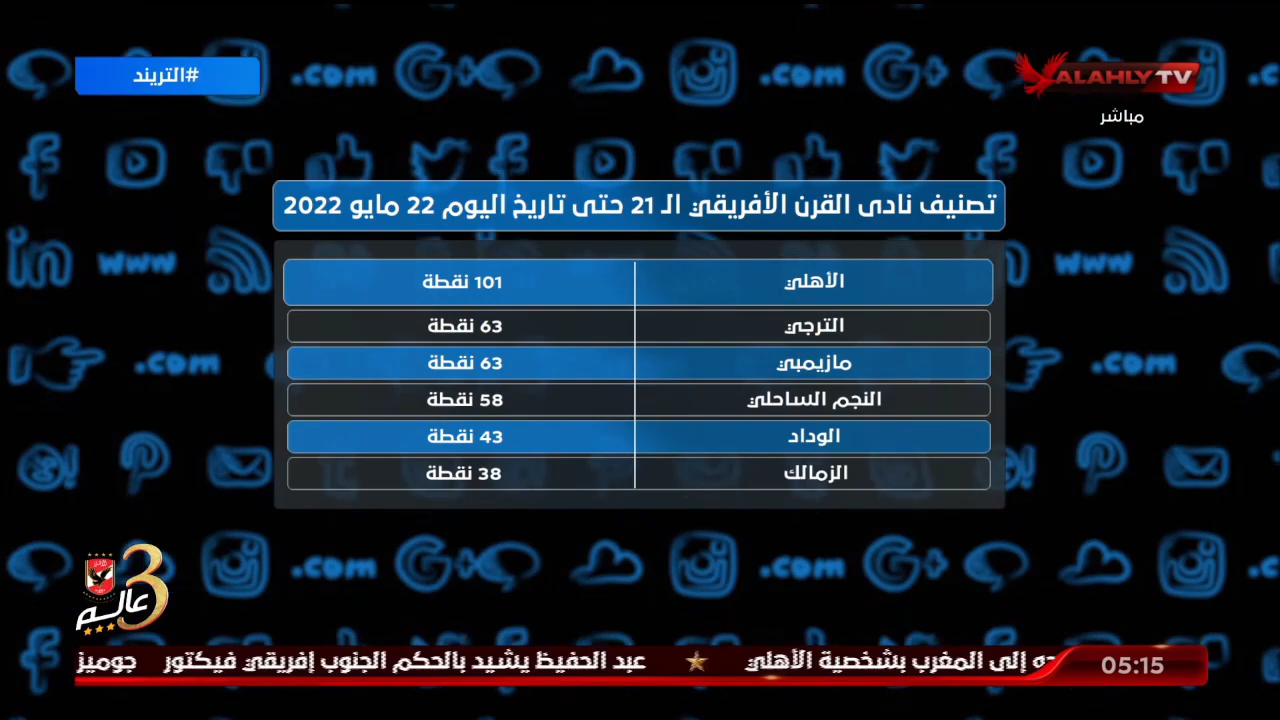 #التريند
ALAHLY TV
مباشر
تصنيف نادى القرن الأفريقي الـ 21 حتى تاريخ اليوم 22 مايو 2022
الأهلي 101 نقطة
الترجي 63 نقطة
مازيمبي 63 نقطة
النجم الساحلي 58 نقطة
الوداد 43 نقطة
الزمالك 38 نقطة
3 عالم
إلى المغرب بشخصية الأهلي ★ عبد الحفيظ يشيد بالحكم الجنوب إفريقي فيكتور جوميز
05:15